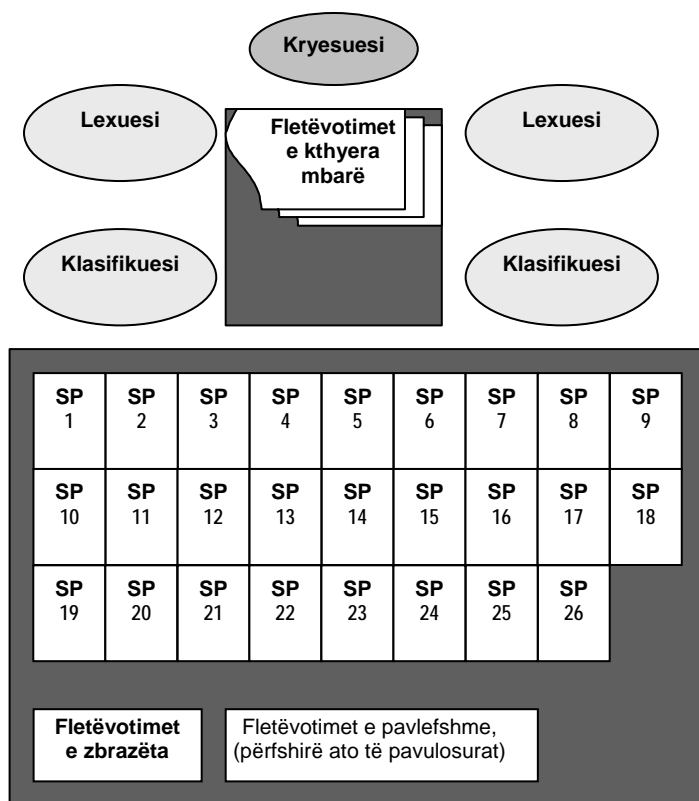 Kryesuesi
Lexuesi
Fletëvotimet
e kthyera
mbarë
Lexuesi
Klasifikuesi
Klasifikuesi
SP SP SP SP SP SP SP SP SP
1 2 3 4 5 6 7 8 9
SP SP SP SP SP SP SP SP SP
10 11 12 13 14 15 16 17 18
SP SP SP SP SP SP SP SP
19 20 21 22 23 24 25 26
Fletëvotimet
e zbrazëta
Fletëvotimet e pavlefshme,
(përfshirë ato të pavulosurat)